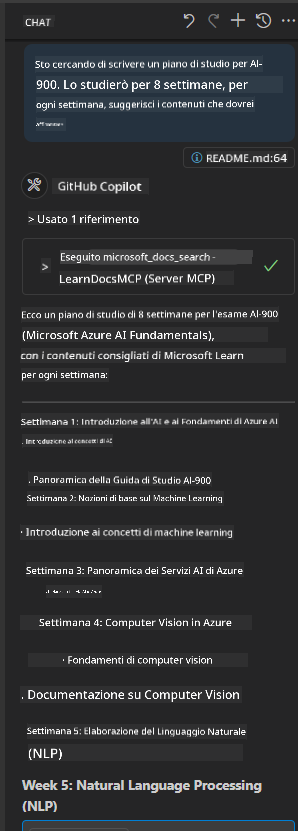 CHAT
Sto cercando di scrivere un piano di studio per AI-
900. Lo studierò per 8 settimane, per
ogni settimana, suggerisci i contenuti che dovrei
README.md:64
GitHub Copilot
> Usato 1 riferimento
> Eseguito microsoft_docs_search -
LearnDocsMCP (Server MCP)
Ecco un piano di studio di 8 settimane per l'esame AI-900
(Microsoft Azure AI Fundamentals),
con i contenuti consigliati di Microsoft Learn
per ogni settimana:
Settimana 1: Introduzione all'AI e ai Fondamenti di Azure AI
. Introduzione ai concetti di AI
. Panoramica della Guida di Studio AI-900
Settimana 2: Nozioni di base sul Machine Learning
· Introduzione ai concetti di machine learning
Settimana 3: Panoramica dei Servizi AI di Azure
Settimana 4: Computer Vision in Azure
· Fondamenti di computer vision
. Documentazione su Computer Vision
Settimana 5: Elaborazione del Linguaggio Naturale
(NLP)
Week 5: Natural Language Processing
(NLP)